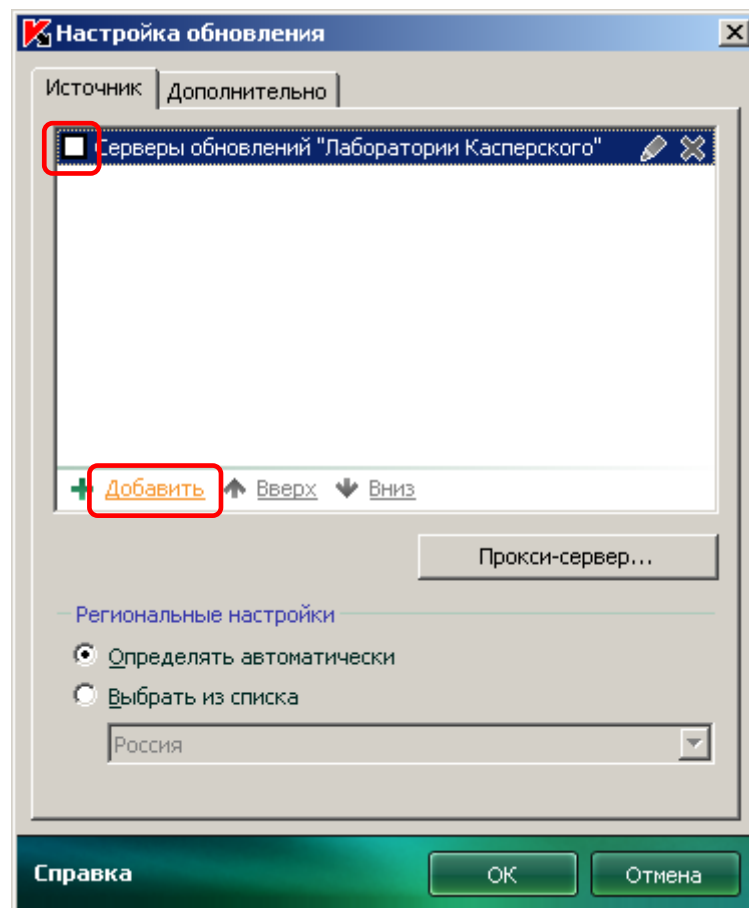 Настройка обновления
Источник Дополнительно
Серверы обновлений "Лаборатории Касперского"
Добавить Вверх Вниз
Прокси-сервер...
Региональные настройки
Определять автоматически
Выбрать из списка
Россия
Справка ОК Отмена